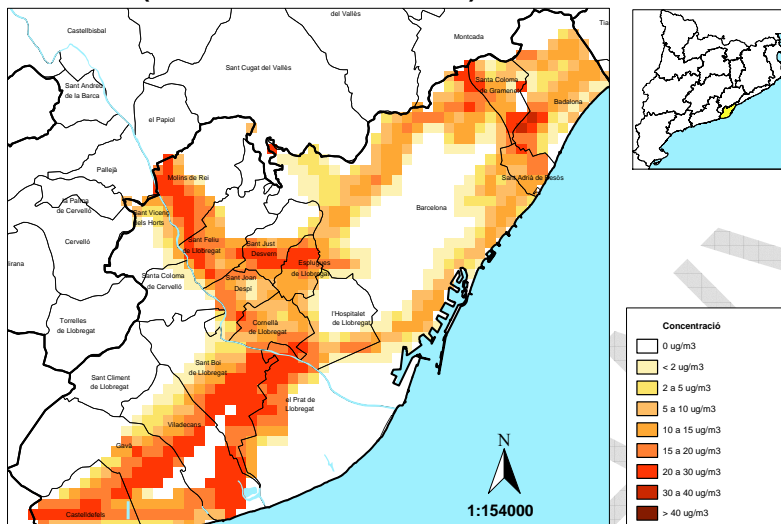 del Vallès
Tia
Castellbisbal
Montcada
Sant Cugat del Vallès
Santa Coloma
de Gramenet
Sant Andreu
de la Barca
Badalona
el Papiol
Pallejà
Molins de Rei
Sant Adrià de Besòs
la Palma
de Cervelló
Sant Vicenç
dels Horts
Barcelona
Cervelló
Sant Feliu
de Llobregat
Sant Just
Desvern
lirana
Esplugues
de Llobregat
Santa Coloma
de Cervelló
Sant Joan
Despí
Torrelles
de Llobregat
Cornellà
de Llobregat
l'Hospitalet
de Llobregat
Sant Boi
de Llobregat
Sant Climent
de Llobregat
el Prat de
Llobregat
Viladecans
Gavà
Castelldefels
N
1:154000
Concentració
0 ug/m3
< 2 ug/m3
2 a 5 ug/m3
5 a 10 ug/m3
10 a 15 ug/m3
15 a 20 ug/m3
20 a 30 ug/m3
30 a 40 ug/m3
> 40 ug/m3